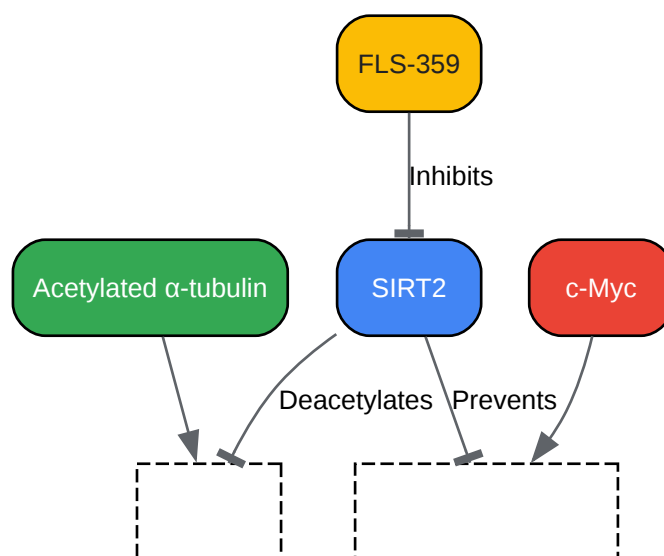 FLS-359
Inhibits
Acetylated α-tubulin
SIRT2
c-Myc
Deacetylates
Prevents